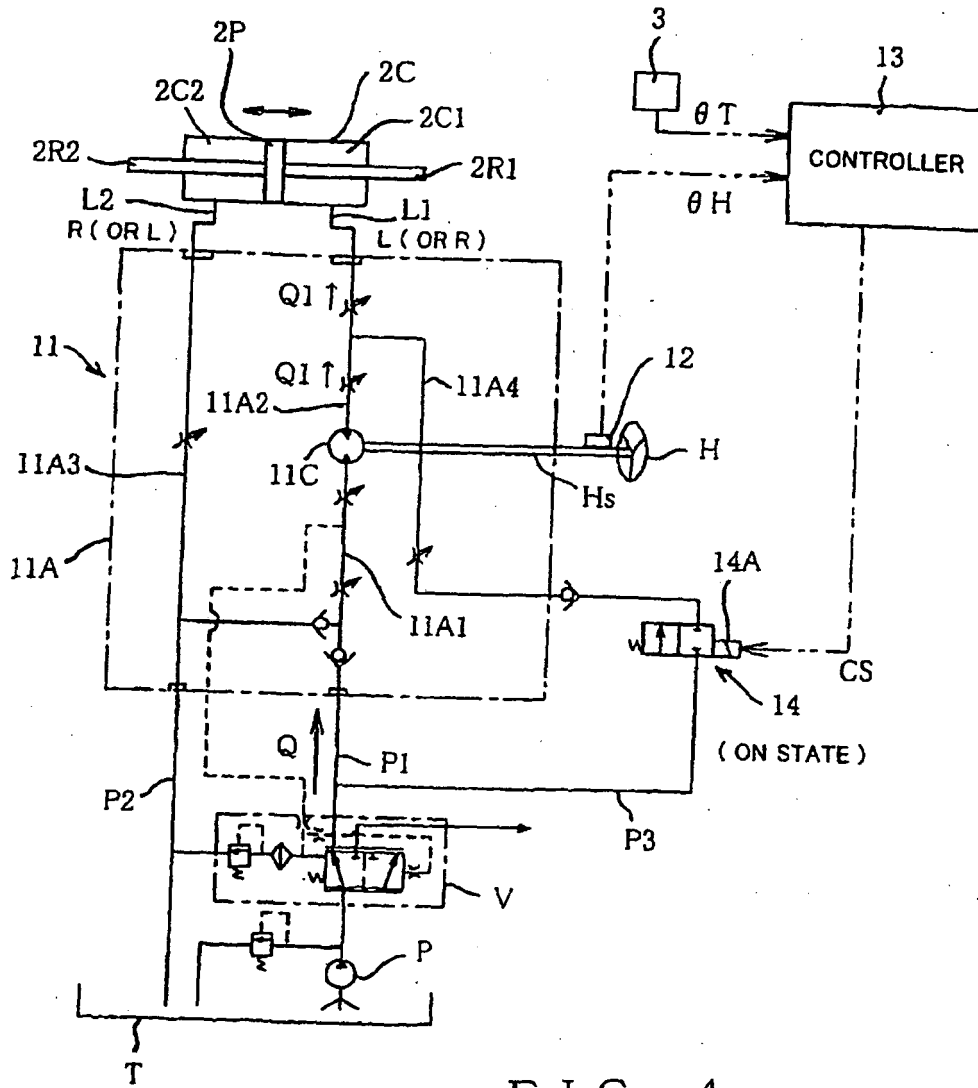 2P
3
2C
13
2C2
2C1
θT
2R2
2R1
CONTROLLER
L2
L1
θH
R(OR L)
L(OR R)
Q1↑
11
12
Q1↑
11A2
11A4
H
11A3
11C
Hs
11A
14A
11A1
CS
14
(ON STATE)
Q
P1
P2
P3
V
P
T